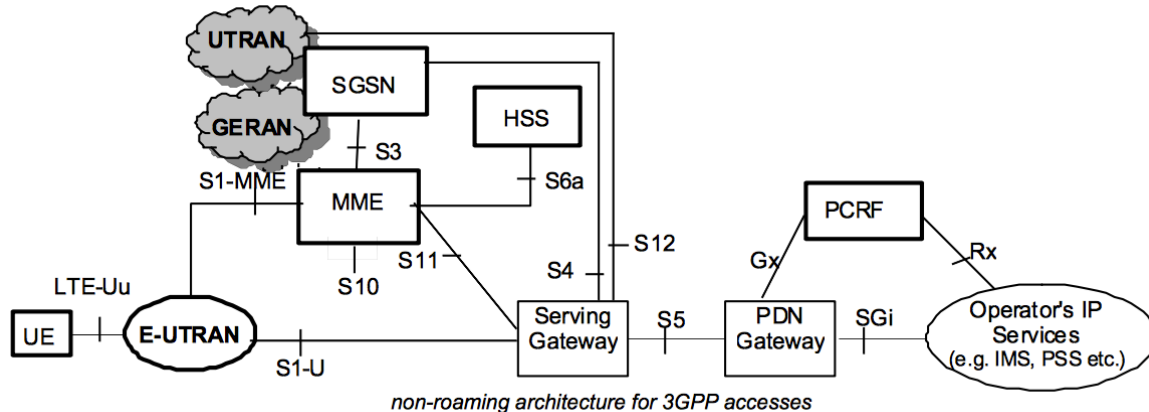 UTRAN
SGSN
GERAN
HSS
S3
S1-MME
S6a
MME
PCRF
S12
S11
S4
S10
Gx
Rx
LTE-Uu
UE
E-UTRAN
S1-U
Serving
Gateway
S5
PDN
Gateway
SGi
Operator's IP
Services
(e.g. IMS, PSS etc.)
non-roaming architecture for 3GPP accesses